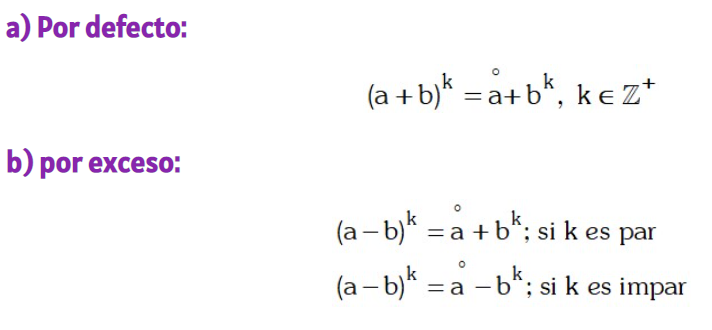 a) Por defecto:
(a + b)^k = å + b^k, k ∈ ℤ^+
b) por exceso:
(a – b)^k = å + b^k; si k es par
(a – b)^k = å – b^k; si k es impar